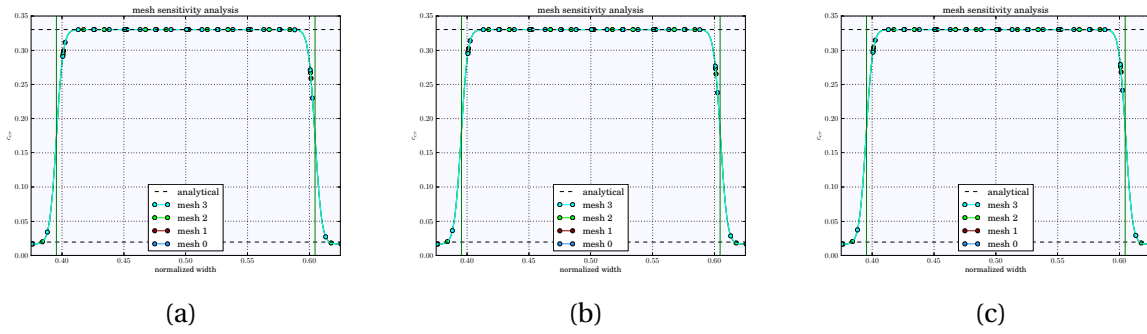 mesh sensitivity analysis
0.35
0.30
0.25
0.20
0.15
0.10
0.05
0.00
0.40
0.45
0.50
0.55
0.60
normalized width
analytical
mesh 3
mesh 2
mesh 1
mesh 0
(a)
mesh sensitivity analysis
0.35
0.30
0.25
0.20
0.15
0.10
0.05
0.00
0.40
0.45
0.50
0.55
0.60
normalized width
analytical
mesh 3
mesh 2
mesh 1
mesh 0
(b)
mesh sensitivity analysis
0.35
0.30
0.25
0.20
0.15
0.10
0.05
0.00
0.40
0.45
0.50
0.55
0.60
normalized width
analytical
mesh 3
mesh 2
mesh 1
mesh 0
(c)